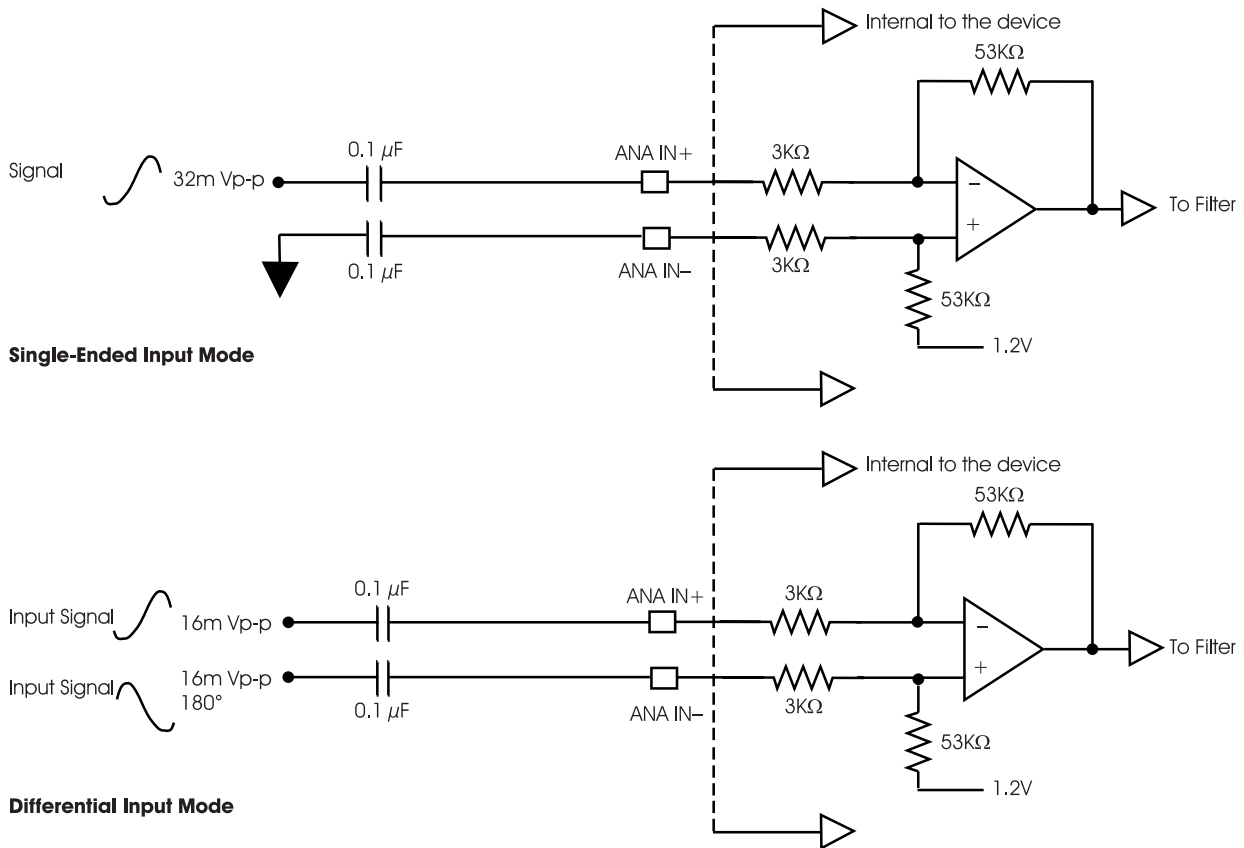 Internal to the device
53KΩ
0.1 μF
ANA IN+
3KΩ
Signal
32m Vp-p
−
To Filter
+
0.1 μF
ANA IN−
3KΩ
53KΩ
Single-Ended Input Mode
1.2V
Internal to the device
53KΩ
0.1 μF
ANA IN+
3KΩ
Input Signal
16m Vp-p
−
To Filter
Input Signal
16m Vp-p
180°
+
0.1 μF
ANA IN−
3KΩ
53KΩ
1.2V
Differential Input Mode